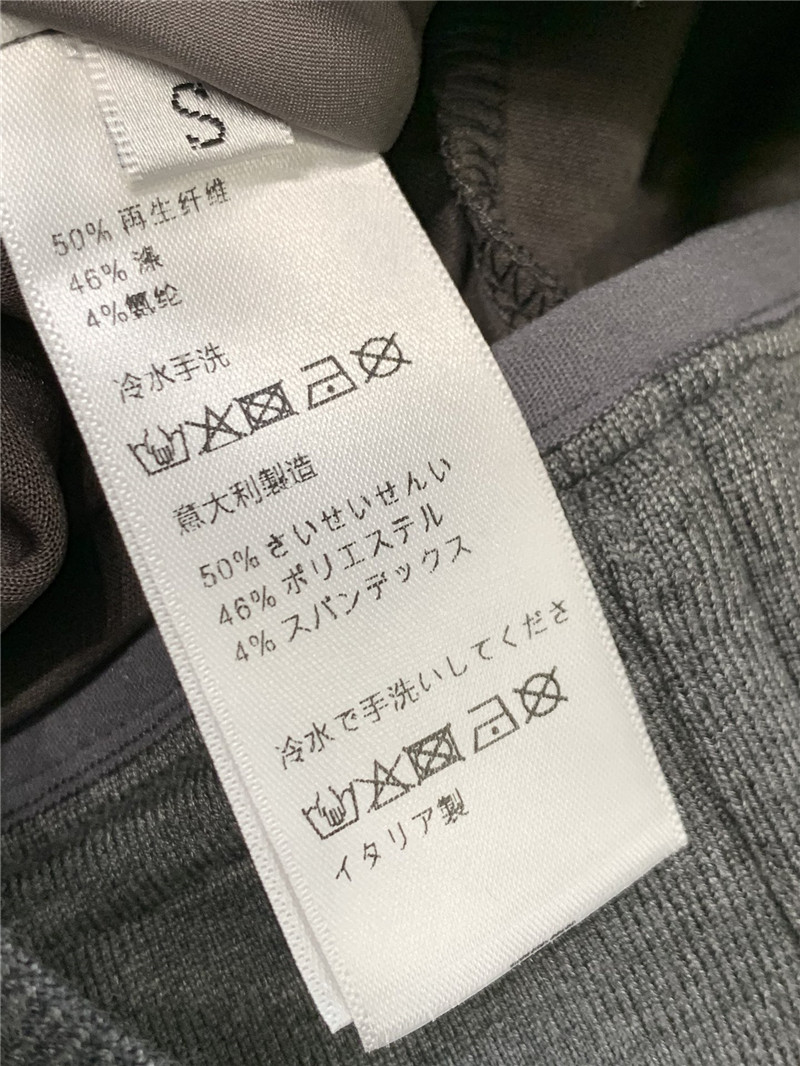 S
50% 再生纤维
46% 涤
4%氨纶
冷水手洗
意大利製造
50% さいせいせんい
46% ポリエステル
4% スパンデックス
冷水で手洗いしてくださ
イタリア製